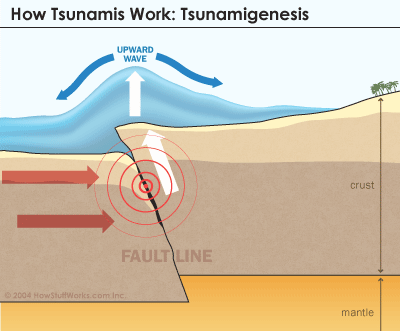 How Tsunamis Work: Tsunamigenesis
UPWARD
WAVE
crust
FAULT LINE
© 2004 HowStuffWorks.com Inc.
mantle